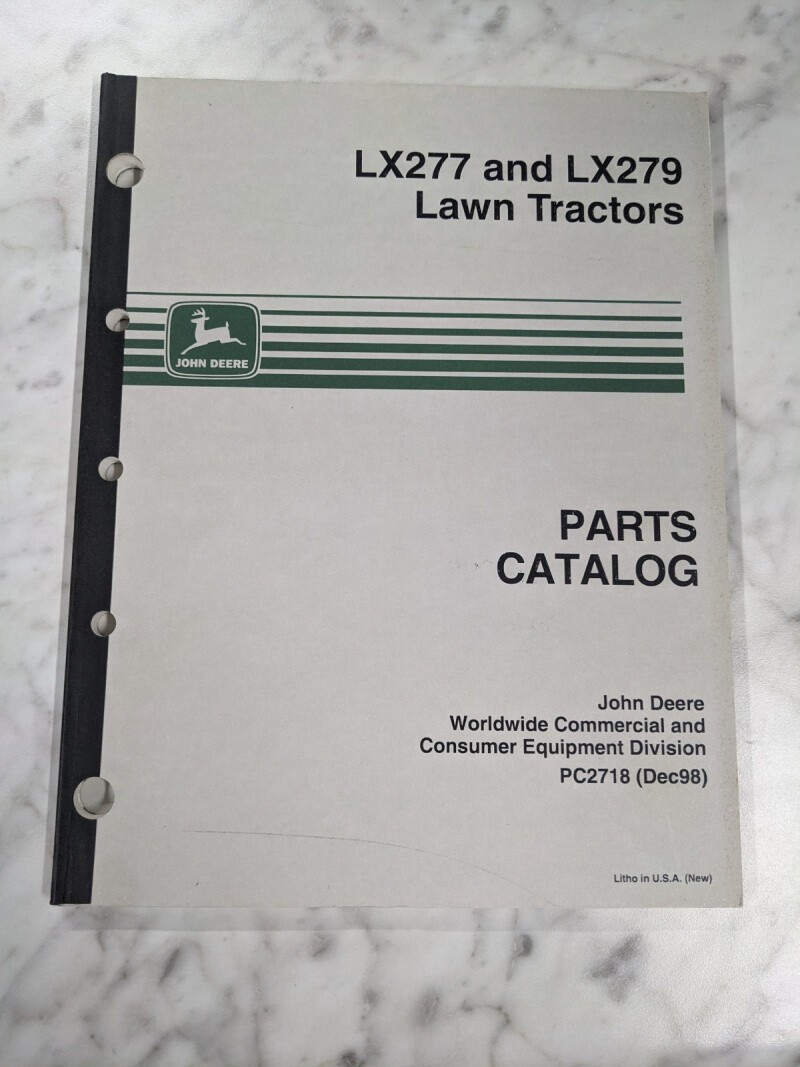 LX277 and LX279
Lawn Tractors
JOHN DEERE
PARTS
CATALOG
John Deere
Worldwide Commercial and
Consumer Equipment Division
PC2718 (Dec98)
Litho in U.S.A. (New)